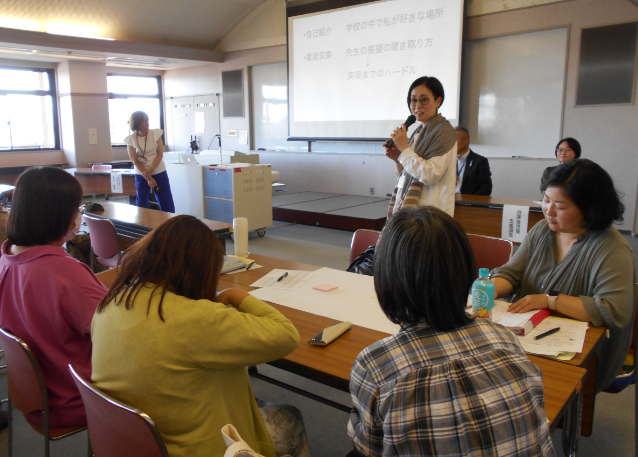 ・自己紹介　学校の中で私が好きな場所
・意見交換　先生の要望の聞き取り方
↓
実現までのハードル